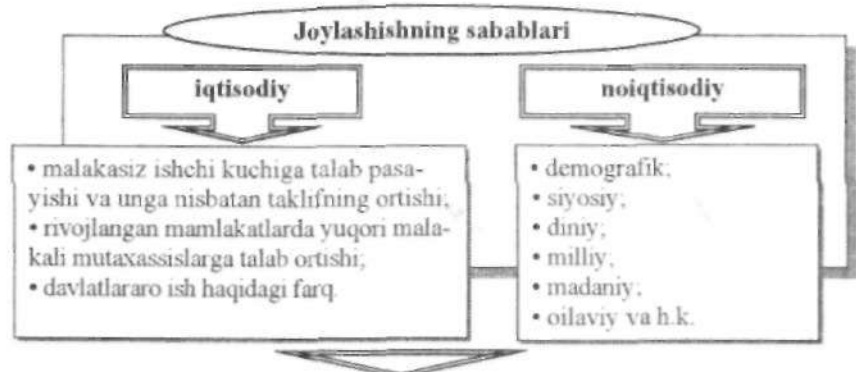 Joylashishning sabablari
iqtisodiy
• malakasiz ishchi kuchiga talab pasa-
yishi va unga nisbatan taklifning ortishi;
• rivojlangan mamlakatlarda yuqori mala-
kali mutaxassislarga talab ortishi;
• davlatlararo ish haqidagi farq.
noiqtisodiy
• demografik;
• siyosiy;
• diniy;
• milliy;
• madaniy;
• oilaviy va h.k.